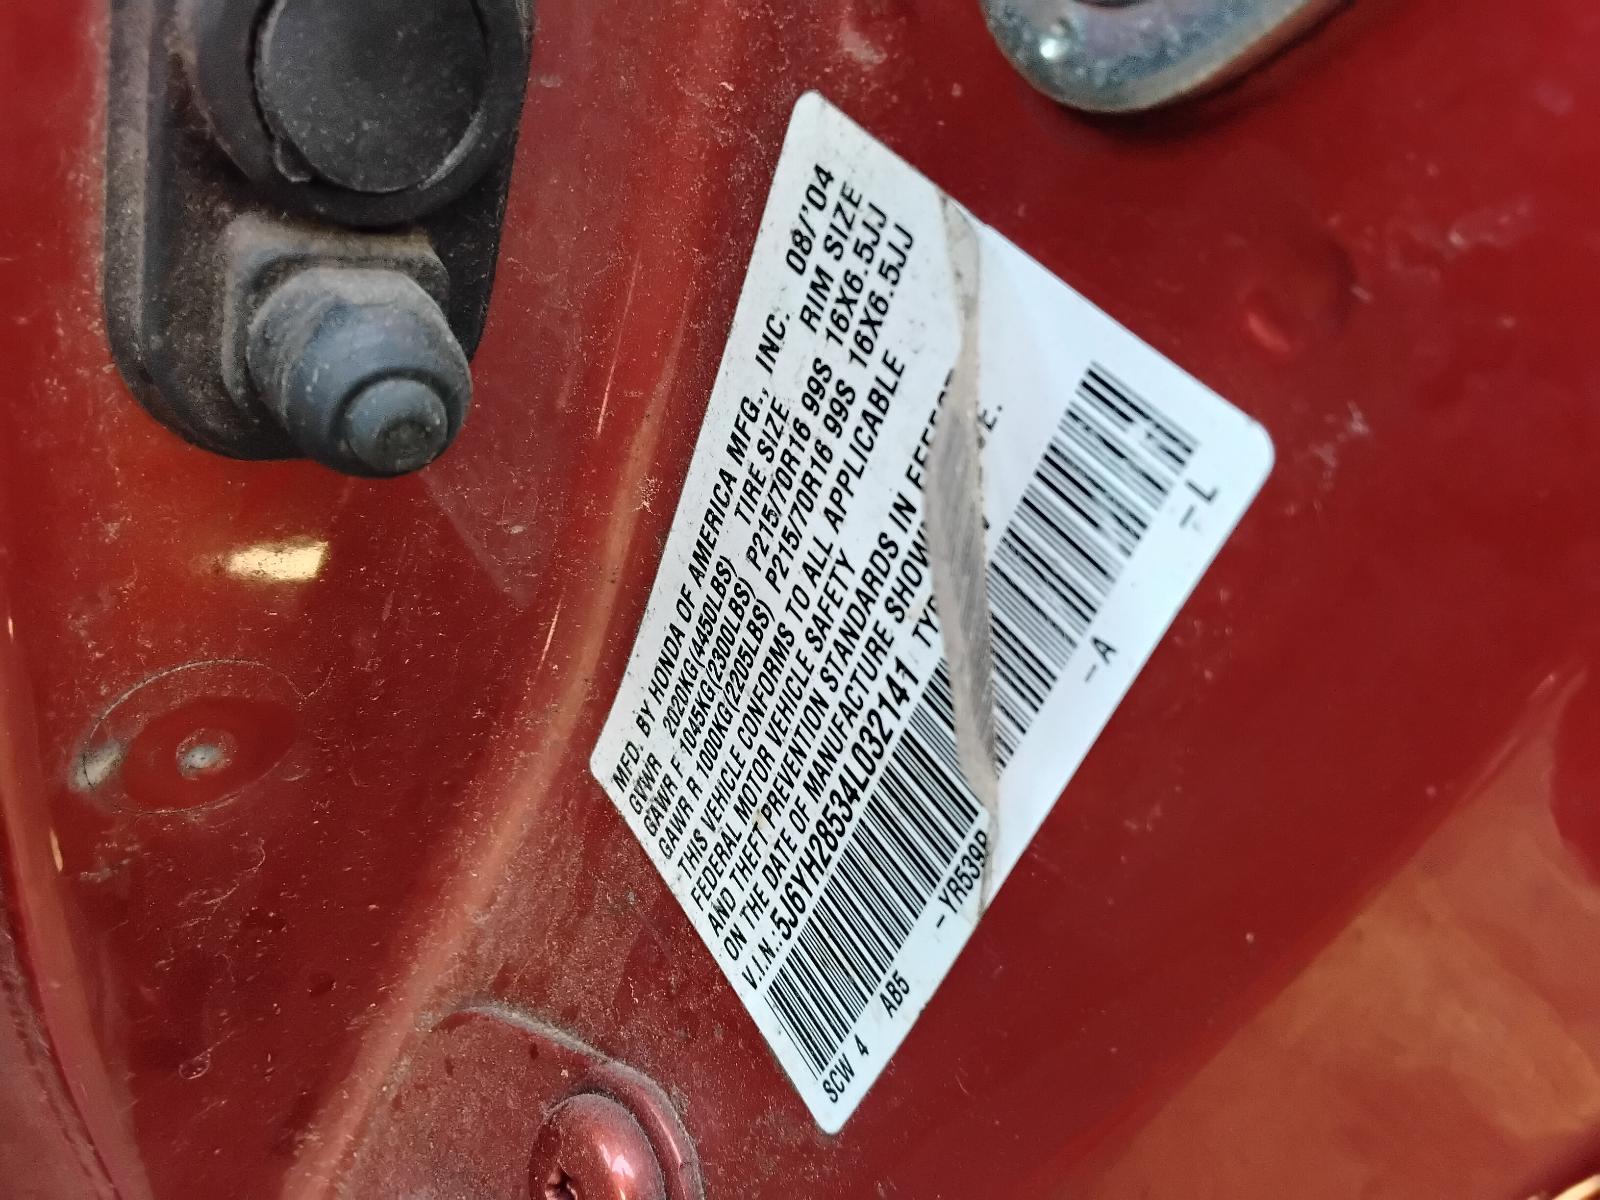 MFD. BY HONDA OF AMERICA MFG., INC. 08/'04
GVWR 2020KG(4450LBS) TIRE SIZE RIM SIZE
GAWR F 1045KG(2300LBS) P215/70R16 99S 16X6.5JJ
GAWR R 1000KG(2205LBS) P215/70R16 99S 16X6.5JJ
THIS VEHICLE CONFORMS TO ALL APPLICABLE
FEDERAL MOTOR VEHICLE SAFETY
AND THEFT PREVENTION STANDARDS IN
ON THE DATE OF MANUFACTURE
V.I.N.:5J6YH28534L032141
SCW 4 AB5 -YR539P -A -L